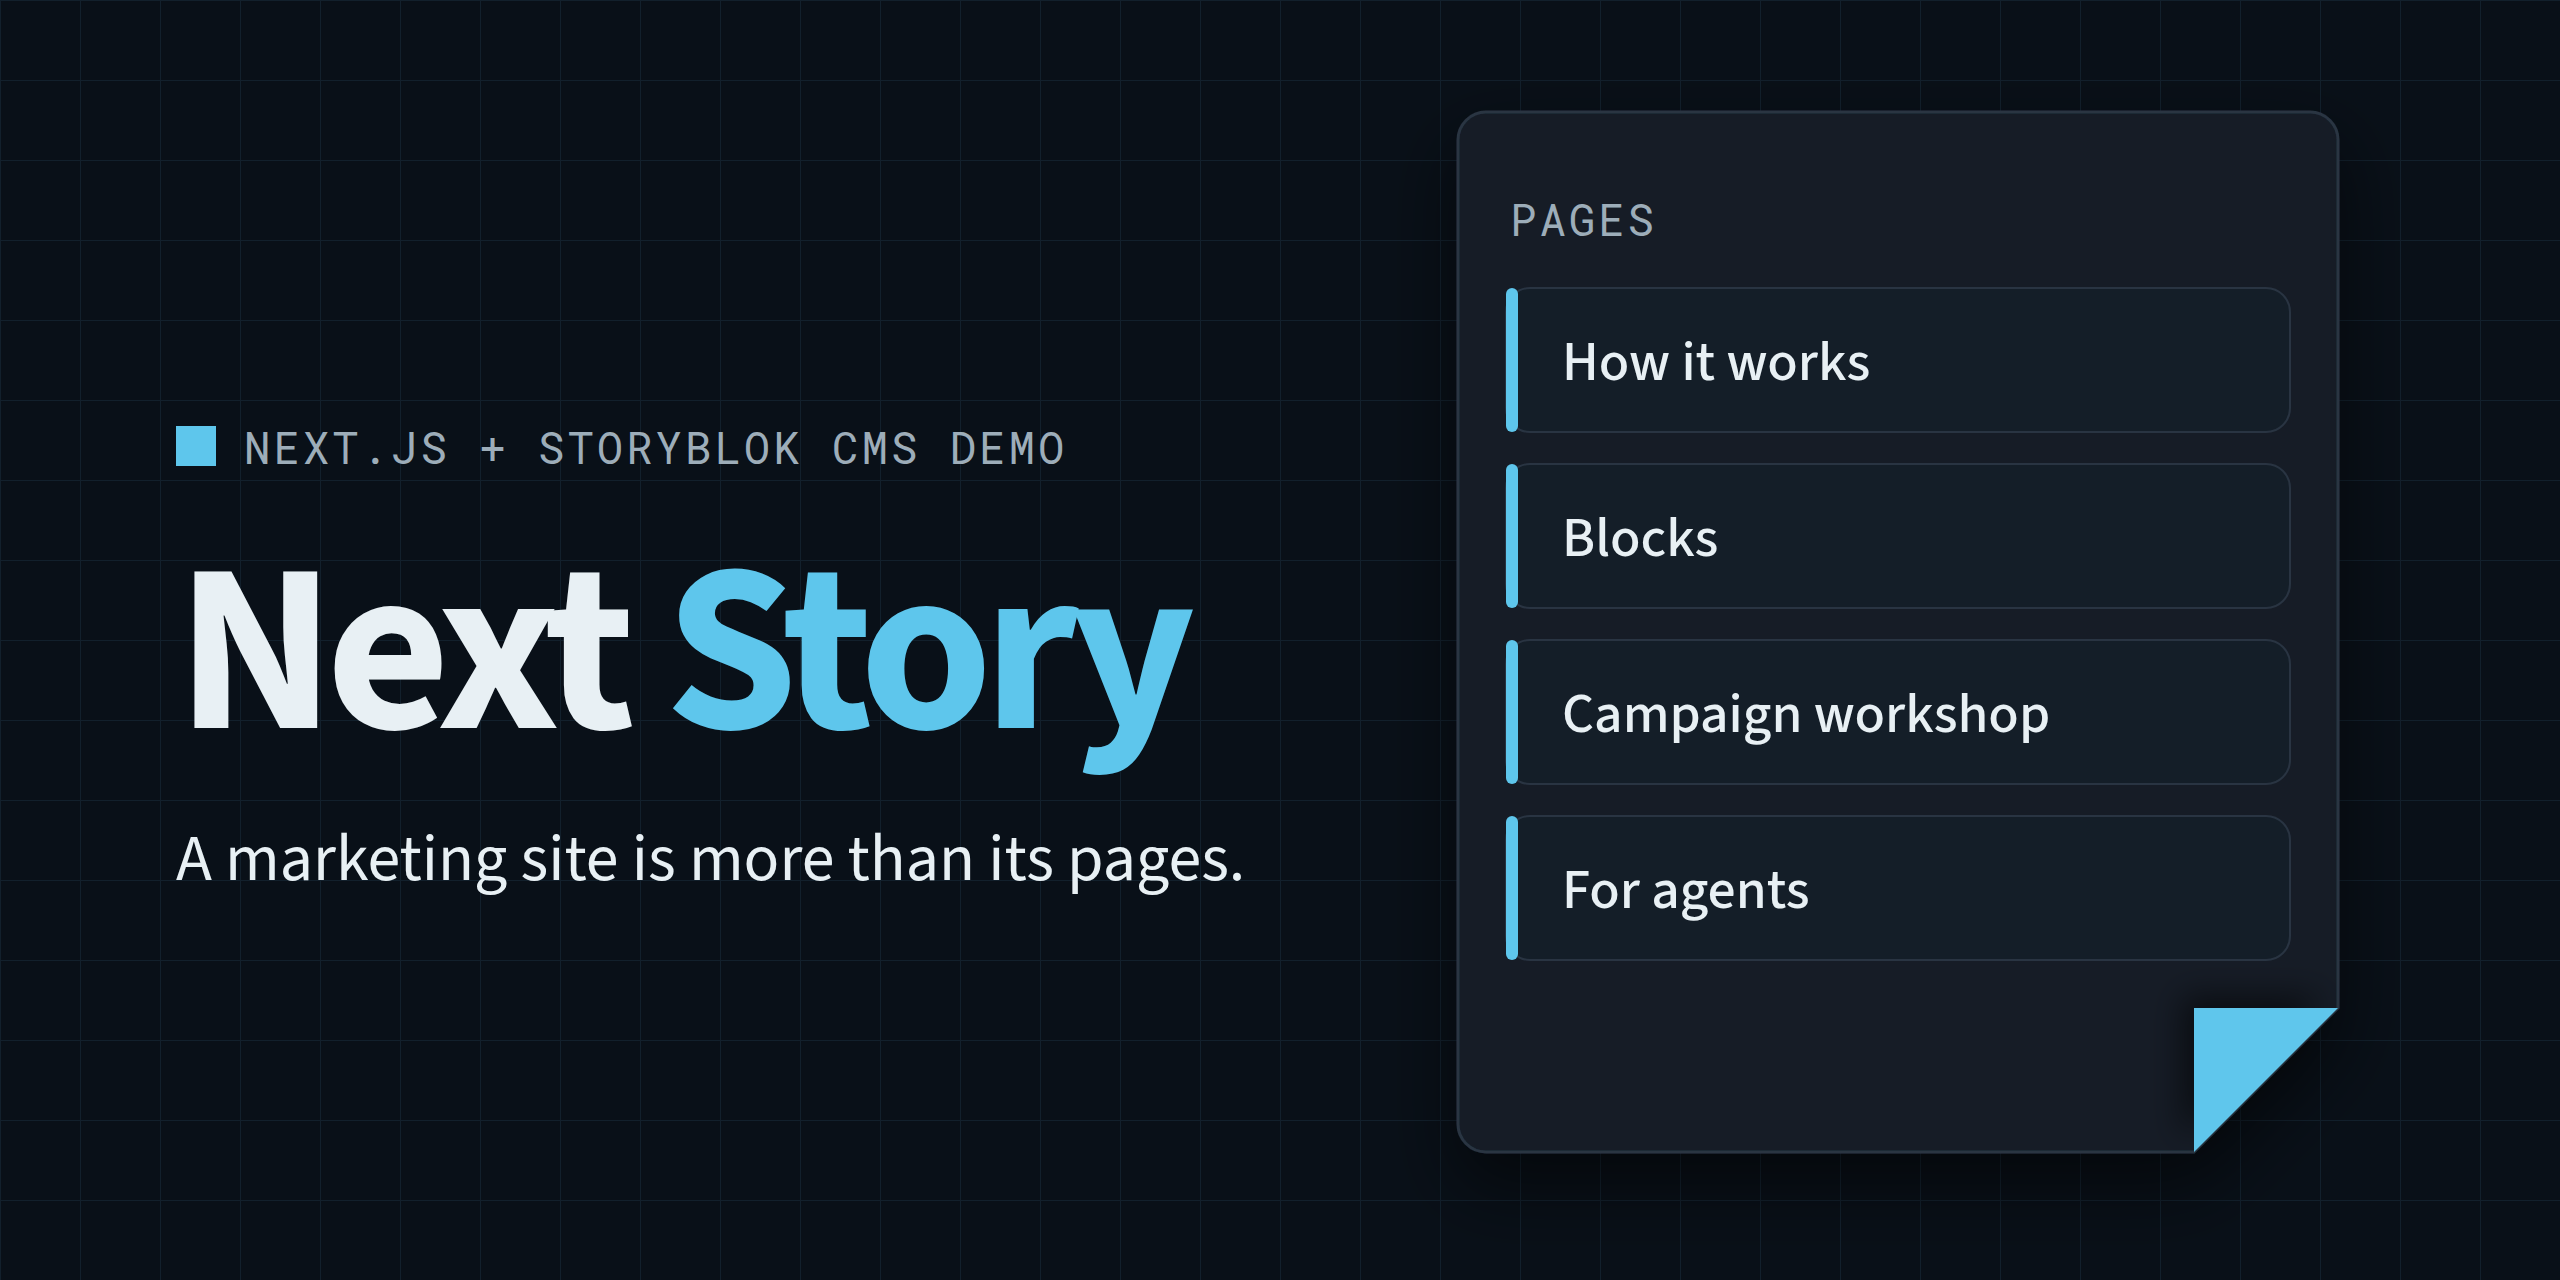 NEXT.JS + STORYBLOK CMS DEMO
Next Story
A marketing site is more than its pages.
PAGES
How it works
Blocks
Campaign workshop
For agents